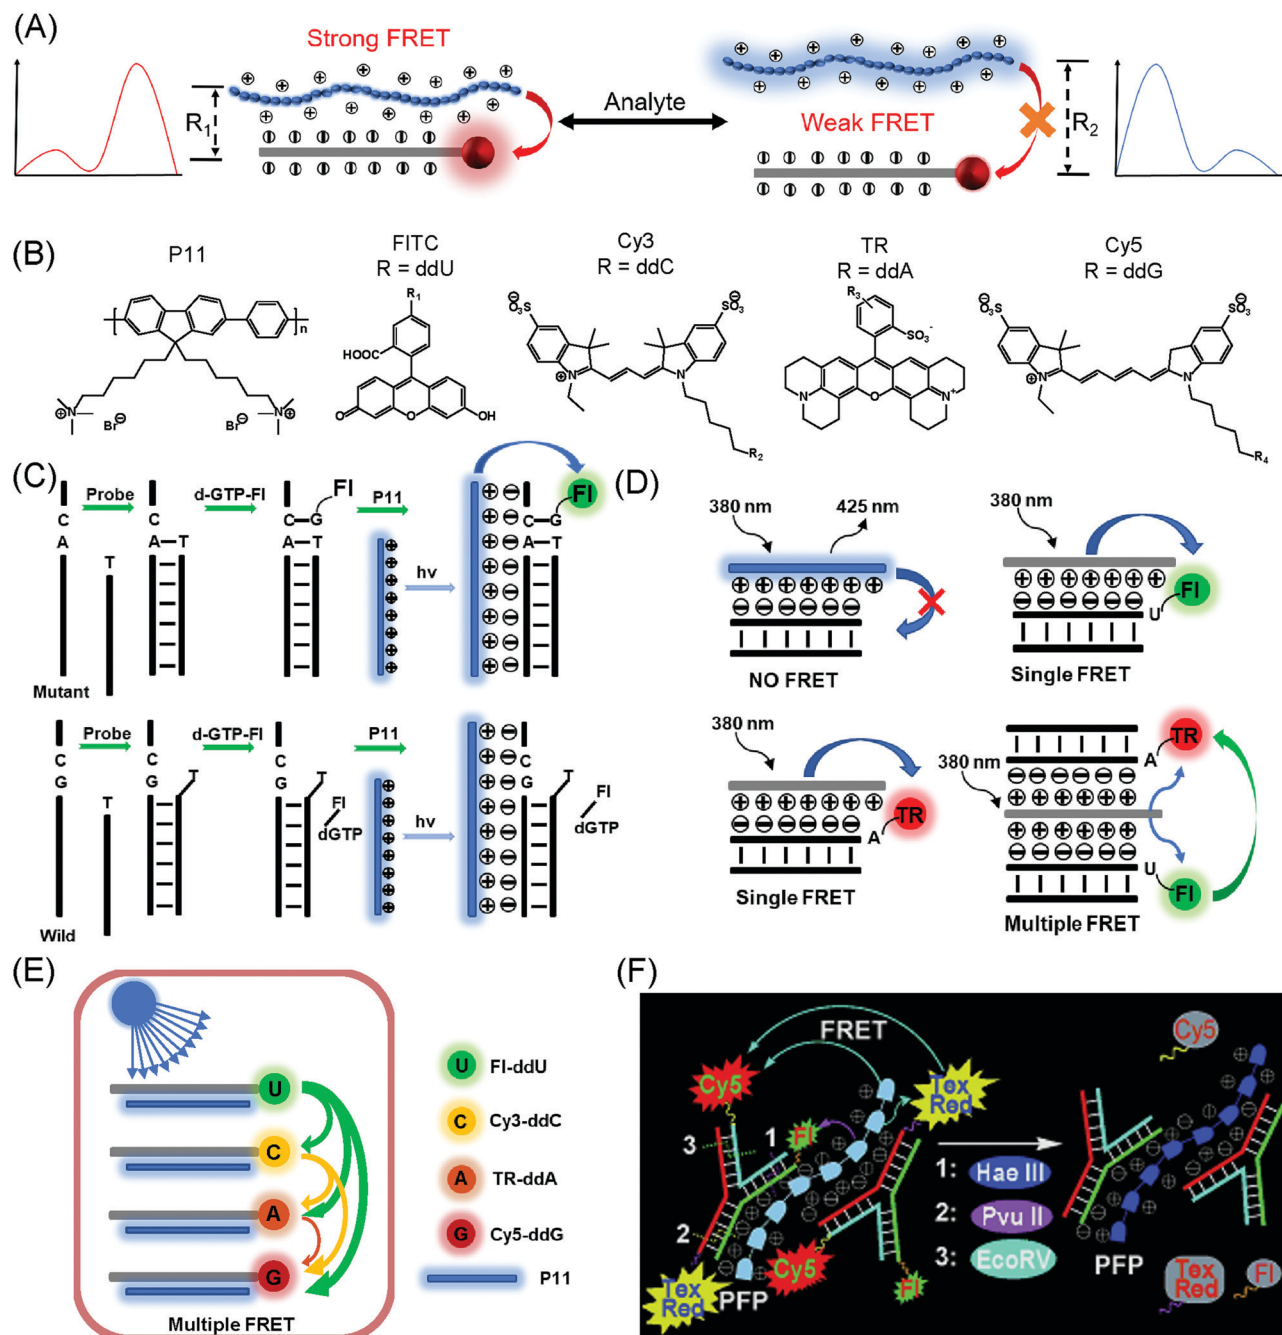 (A)
Strong FRET
R1
Analyte
Weak FRET
R2
(B)
P11
FITC
R = ddU
Cy3
R = ddC
TR
R = ddA
Cy5
R = ddG
n
N
Br
Br
N
R1
HOOC
O
O
OH
SO3
SO3
N
N
R2
R3
SO3-
N
O
N+
SO3
SO3
N
N
R4
(C)
Probe
d-GTP-Fl
Fl
P11
Fl
C
A
T
C
A
T
C
G
A
T
hv
C
G
A
T
Mutant
Probe
d-GTP-Fl
P11
C
G
T
C
G
T
C
G
T
Fl
dGTP
hv
C
G
T
Fl
dGTP
Wild
(D)
380 nm
425 nm
NO FRET
380 nm
Fl
U
Single FRET
380 nm
TR
A
Single FRET
380 nm
TR
A
U
Fl
Multiple FRET
(E)
U
C
A
G
Multiple FRET
U Fl-ddU
C Cy3-ddC
A TR-ddA
G Cy5-ddG
P11
(F)
FRET
Cy5
Tex
Red
3
1
Fl
2
Tex
Red
PFP
Cy5
Fl
1: Hae III
2: Pvu II
3: EcoRV
Cy5
PFP
Tex
Red
Fl